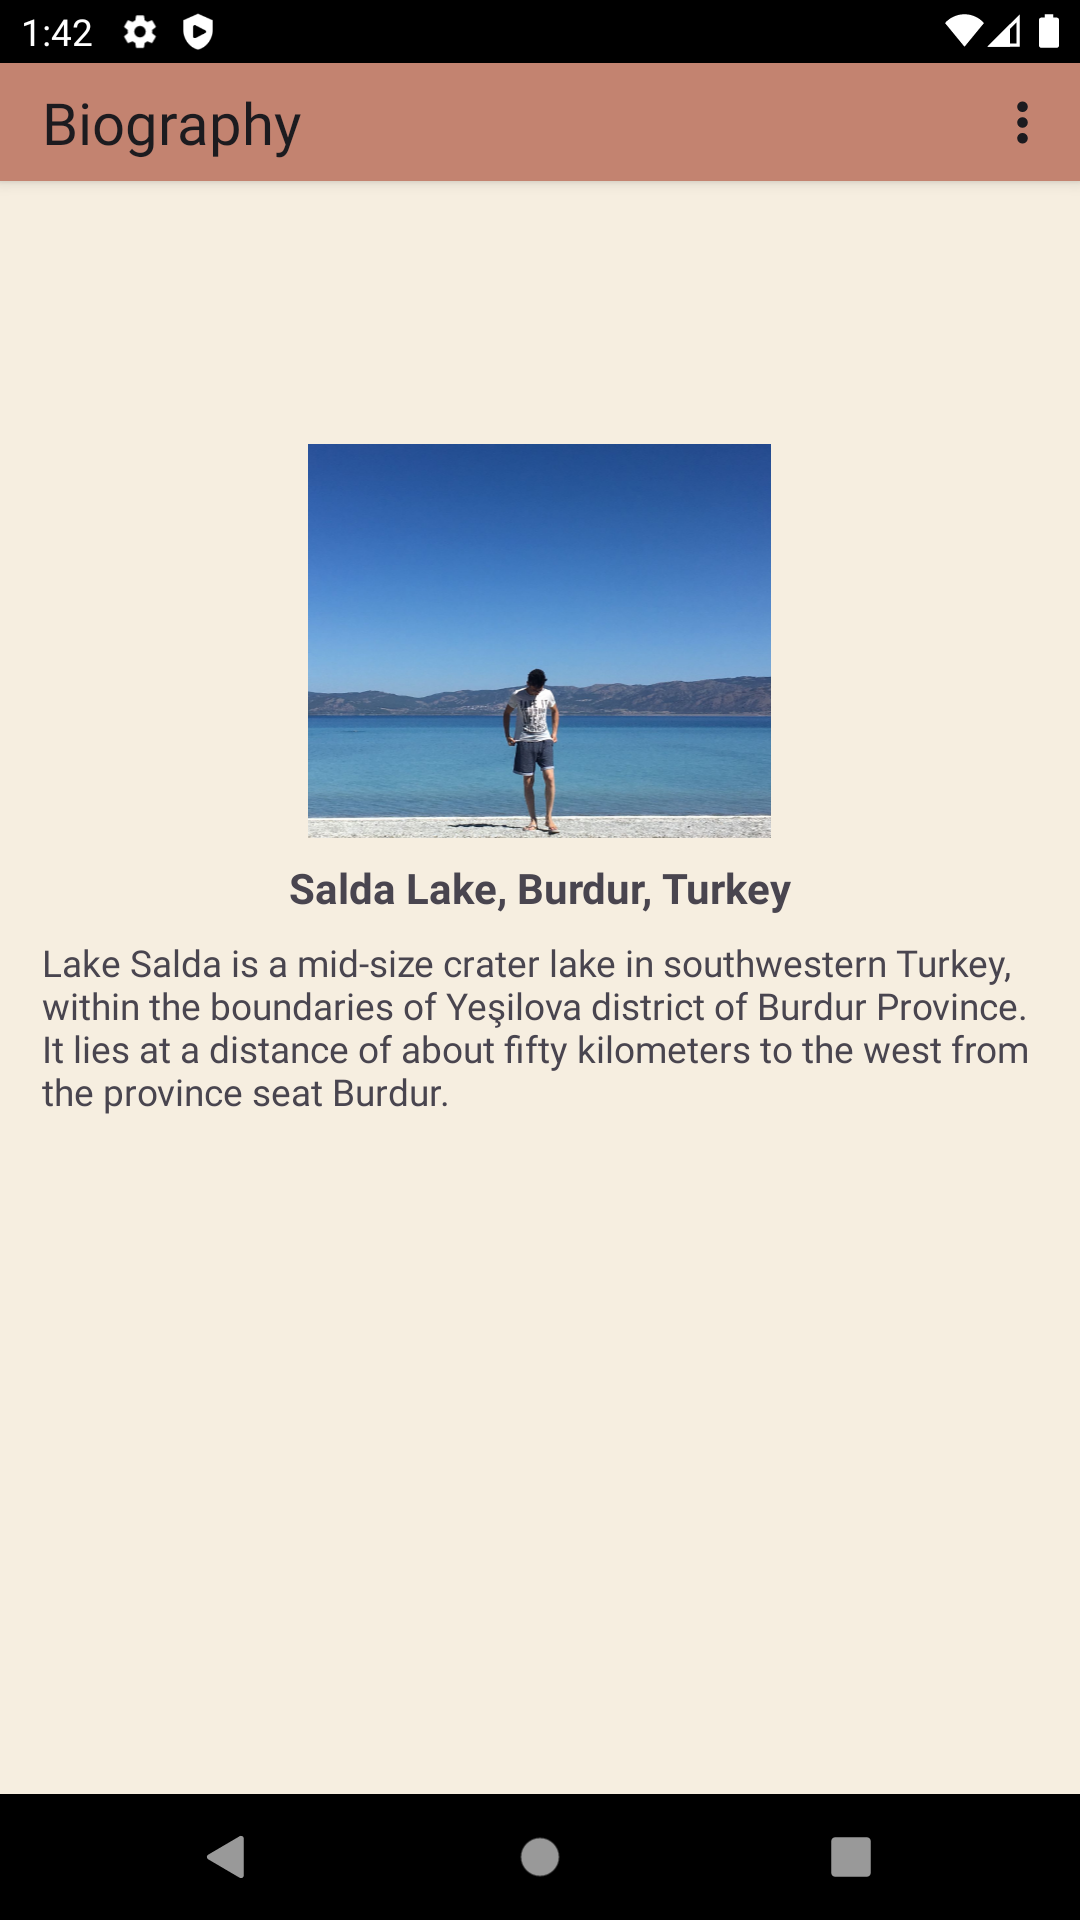 1:42
Biography
Salda Lake, Burdur, Turkey
Lake Salda is a mid-size crater lake in southwestern Turkey,
within the boundaries of Yeşilova district of Burdur Province.
It lies at a distance of about fifty kilometers to the west from
the province seat Burdur.